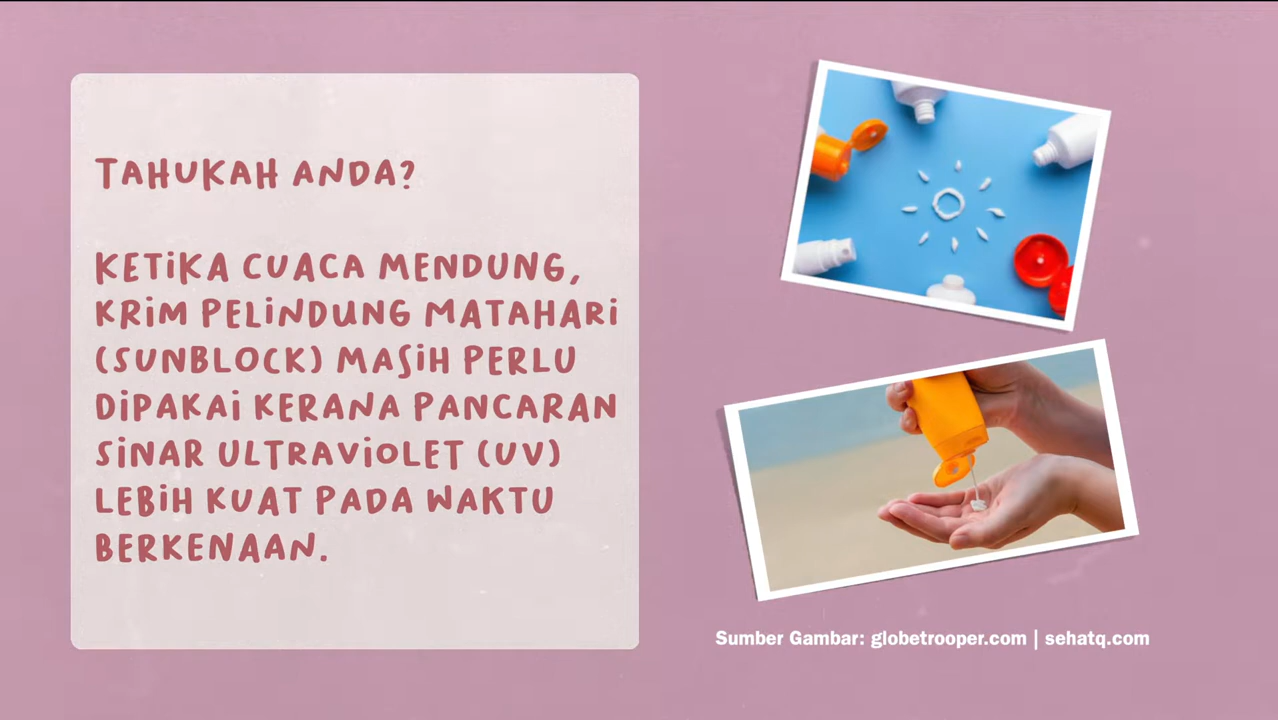 TAHUKAH ANDA?
KETiKA CUACA MENDUNG,
KRiM PELiNDUNG MATAHARi
(SUNBLOCK) MASiH PERLU
DiPAKAi KERANA PANCARAN
SiNAR ULTRAViOLET (UV)
LEBiH KUAT PADA WAKTU
BERKENAAN.
Sumber Gambar: globetrooper.com | sehatq.com